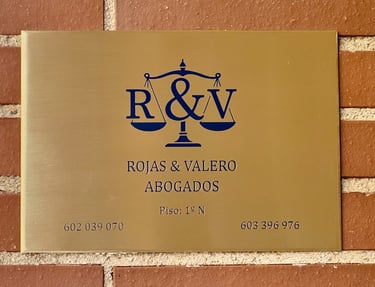 R&V
ROJAS & VALERO
ABOGADOS
Piso: 1º N
602 039 070 603 396 976